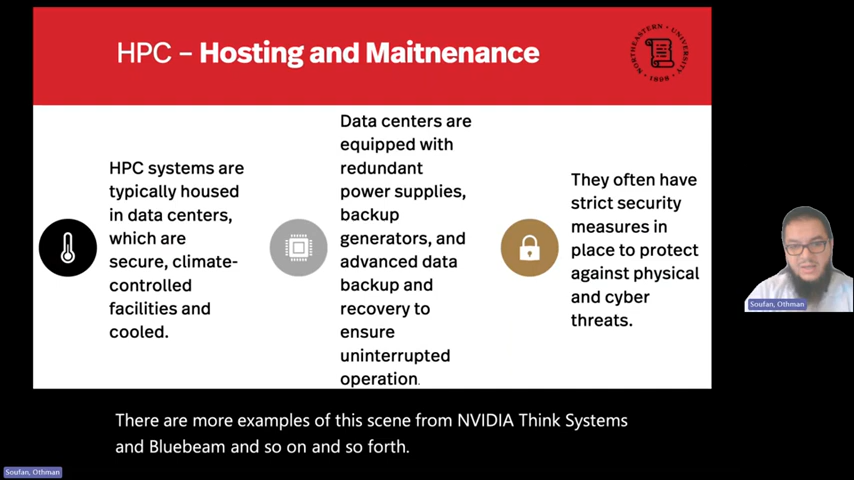 HPC – Hosting and Maitnenance
NORTHEASTERN · UNIVERSITY
1898
HPC systems are
typically housed
in data centers,
which are
secure, climate-
controlled
facilities and
cooled.
Data centers are
equipped with
redundant
power supplies,
backup
generators, and
advanced data
backup and
recovery to
ensure
uninterrupted
operation.
They often have
strict security
measures in
place to protect
against physical
and cyber
threats.
Soufan, Othman
There are more examples of this scene from NVIDIA Think Systems
and Bluebeam and so on and so forth.
Soufan, Othman